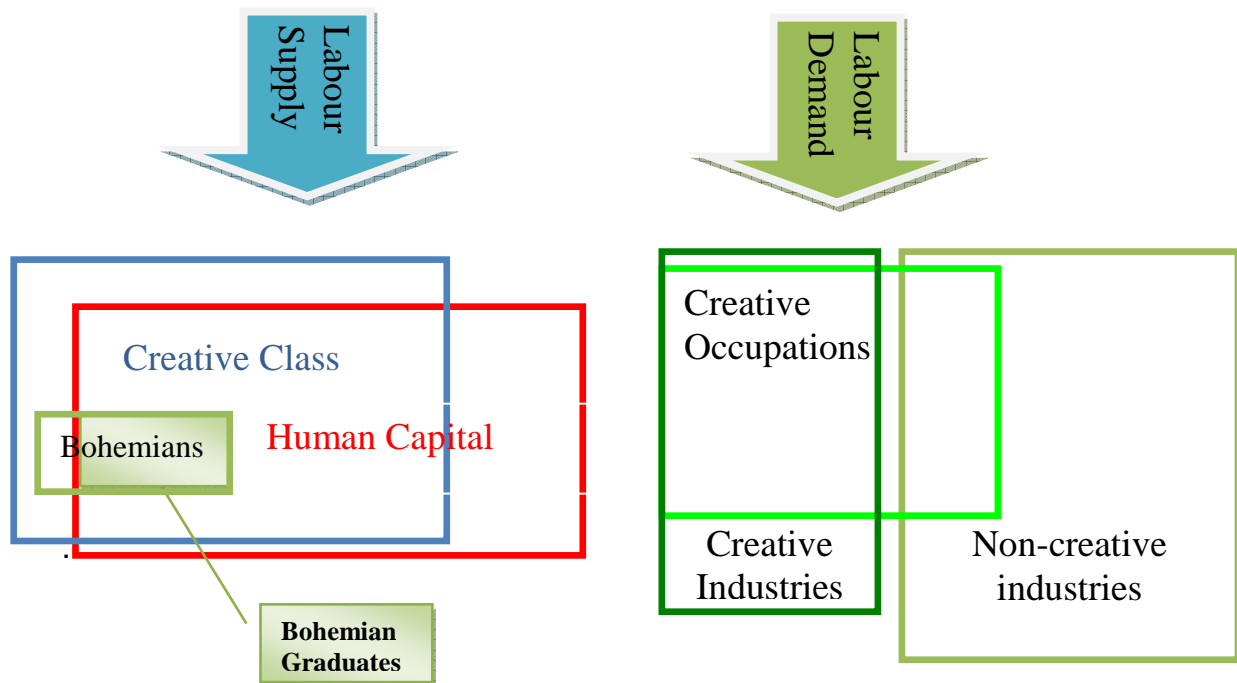 Labour
Supply
Labour
Demand
Creative Class
Human Capital
Bohemians
Bohemian
Graduates
Creative
Occupations
Creative
Industries
Non-creative
industries